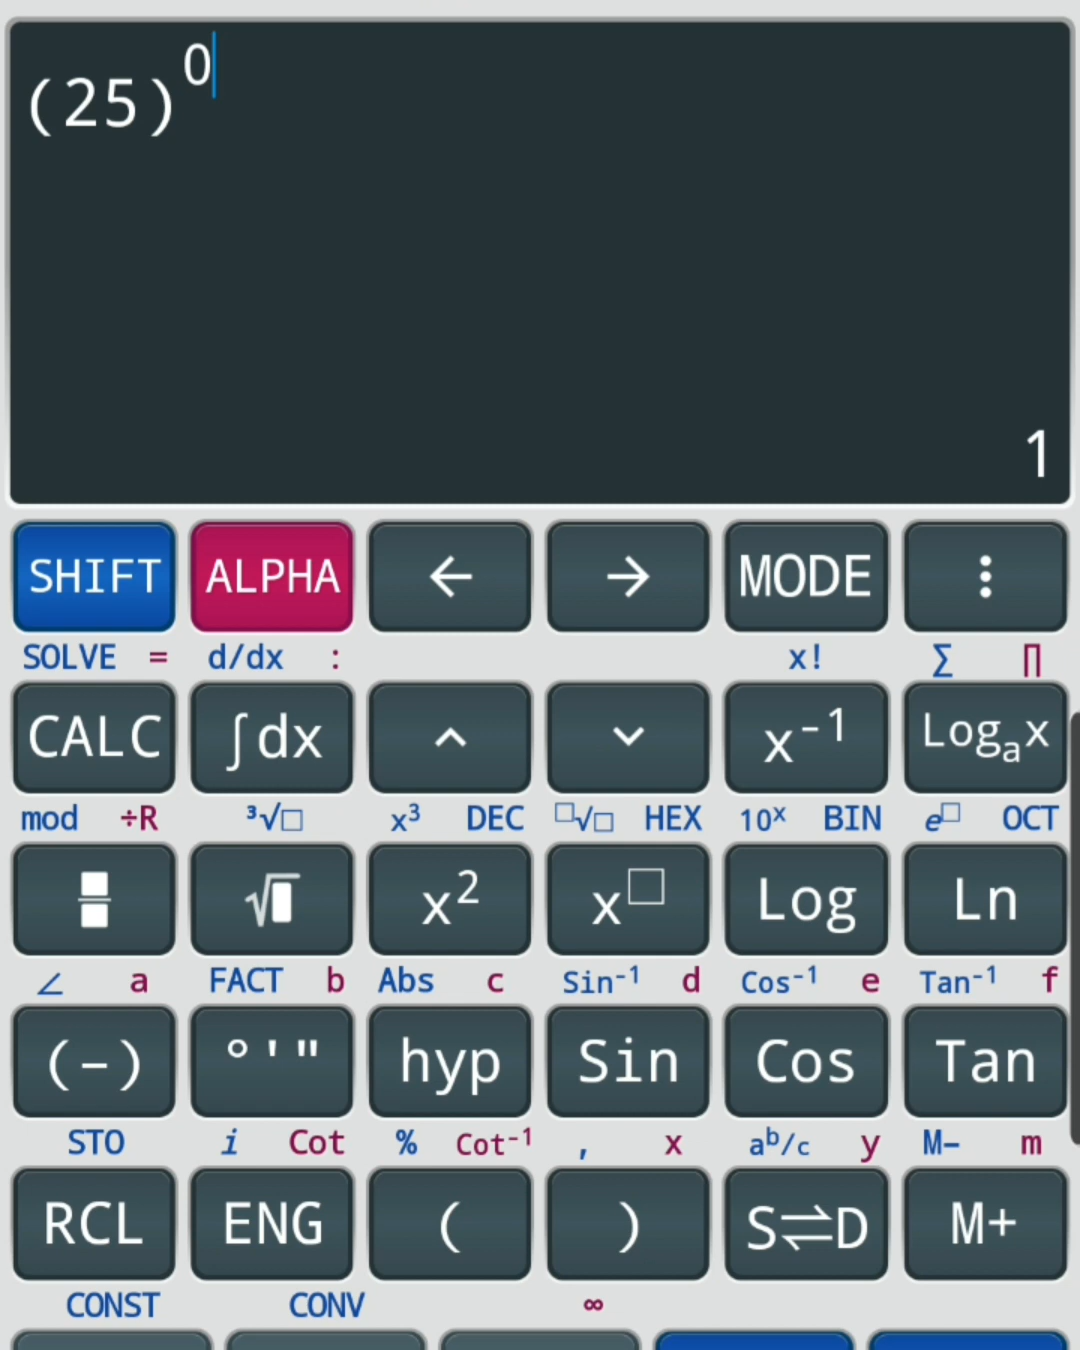 (25)⁰
1
SHIFT ALPHA ← → MODE ⋮
SOLVE = d/dx : x! ∑ ∏
CALC ∫dx ^ ⌄ x⁻¹ Logₐx
mod ÷R ³√□ x³ DEC □√□ HEX 10ˣ BIN e□ OCT
√ x² x□ Log Ln
∠ a FACT b Abs c Sin⁻¹ d Cos⁻¹ e Tan⁻¹ f
(-) °'" hyp Sin Cos Tan
STO i Cot % Cot⁻¹ , x aᵇ/c y M− m
RCL ENG ( ) S⇌D M+
CONST CONV ∞